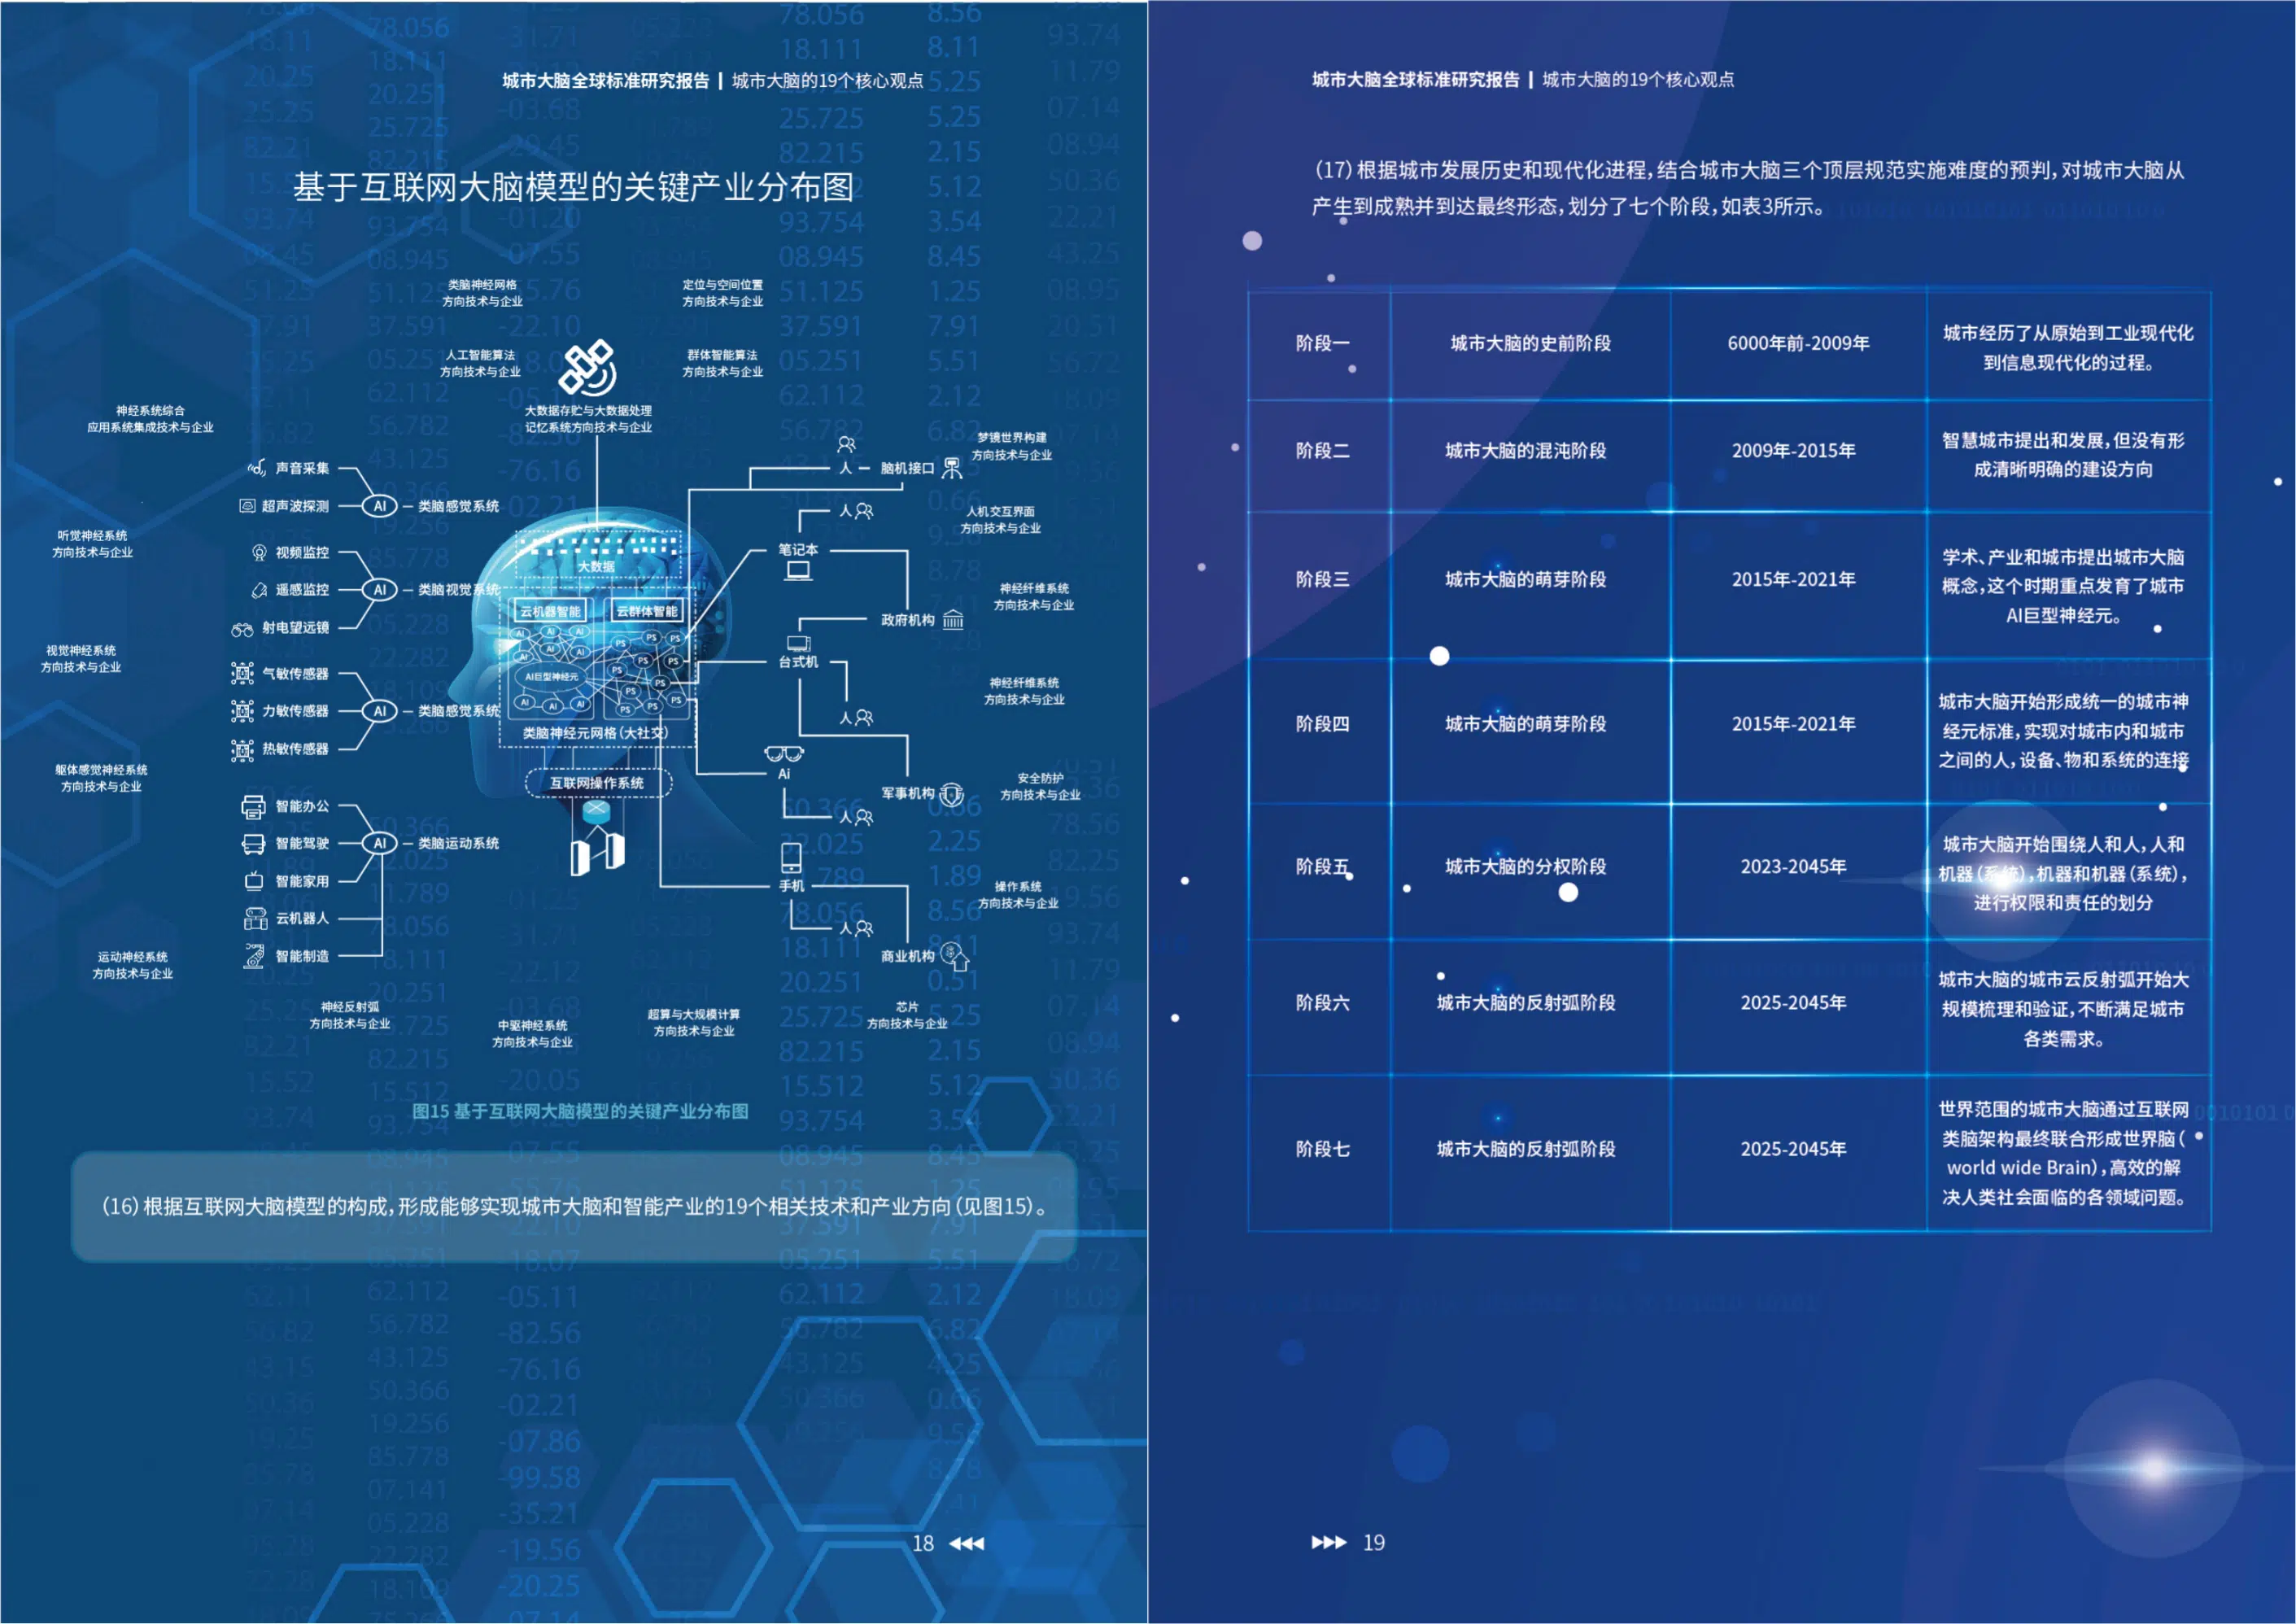 城市大脑全球标准研究报告 | 城市大脑的19个核心观点
基于互联网大脑模型的关键产业分布图
类脑神经网格
方向技术与企业
定位与空间位置
方向技术与企业
人工智能算法
方向技术与企业
群体智能算法
方向技术与企业
大数据存贮与大数据处理
记忆系统方向技术与企业
神经系统综合
应用系统集成技术与企业
听觉神经系统
方向技术与企业
视觉神经系统
方向技术与企业
躯体感觉神经系统
方向技术与企业
运动神经系统
方向技术与企业
声音采集
超声波探测
AI
类脑感觉系统
视频监控
遥感监控
AI
类脑视觉系统
射电望远镜
气敏传感器
力敏传感器
AI
类脑感觉系统
热敏传感器
智能办公
智能驾驶
AI
类脑运动系统
智能家用
云机器人
智能制造
大数据
云机器智能
云群体智能
AI AI AI
AI AI AI
AI巨型神经元
AI AI AI
PS PS PS
PS PS PS
PS PS
PS PS PS
类脑神经元网格(大社交)
互联网操作系统
人
脑机接口
人
笔记本
政府机构
台式机
人
Ai
军事机构
人
手机
人
商业机构
梦镜世界构建
方向技术与企业
人机交互界面
方向技术与企业
神经纤维系统
方向技术与企业
神经纤维系统
方向技术与企业
安全防护
方向技术与企业
操作系统
方向技术与企业
神经反射弧
方向技术与企业
中驱神经系统
方向技术与企业
超算与大规模计算
方向技术与企业
芯片
方向技术与企业
图15 基于互联网大脑模型的关键产业分布图
(16)根据互联网大脑模型的构成,形成能够实现城市大脑和智能产业的19个相关技术和产业方向(见图15)。
18
城市大脑全球标准研究报告 | 城市大脑的19个核心观点
(17)根据城市发展历史和现代化进程,结合城市大脑三个顶层规范实施难度的预判,对城市大脑从
产生到成熟并到达最终形态,划分了七个阶段,如表3所示。
阶段一
城市大脑的史前阶段
6000年前-2009年
城市经历了从原始到工业现代化
到信息现代化的过程。
阶段二
城市大脑的混沌阶段
2009年-2015年
智慧城市提出和发展,但没有形
成清晰明确的建设方向
阶段三
城市大脑的萌芽阶段
2015年-2021年
学术、产业和城市提出城市大脑
概念,这个时期重点发育了城市
AI巨型神经元。
阶段四
城市大脑的萌芽阶段
2015年-2021年
城市大脑开始形成统一的城市神
经元标准,实现对城市内和城市
之间的人,设备、物和系统的连接
阶段五
城市大脑的分权阶段
2023-2045年
城市大脑开始围绕人和人,人和
机器(系统),机器和机器(系统),
进行权限和责任的划分
阶段六
城市大脑的反射弧阶段
2025-2045年
城市大脑的城市云反射弧开始大
规模梳理和验证,不断满足城市
各类需求。
阶段七
城市大脑的反射弧阶段
2025-2045年
世界范围的城市大脑通过互联网
类脑架构最终联合形成世界脑(
world wide Brain),高效的解
决人类社会面临的各领域问题。
19